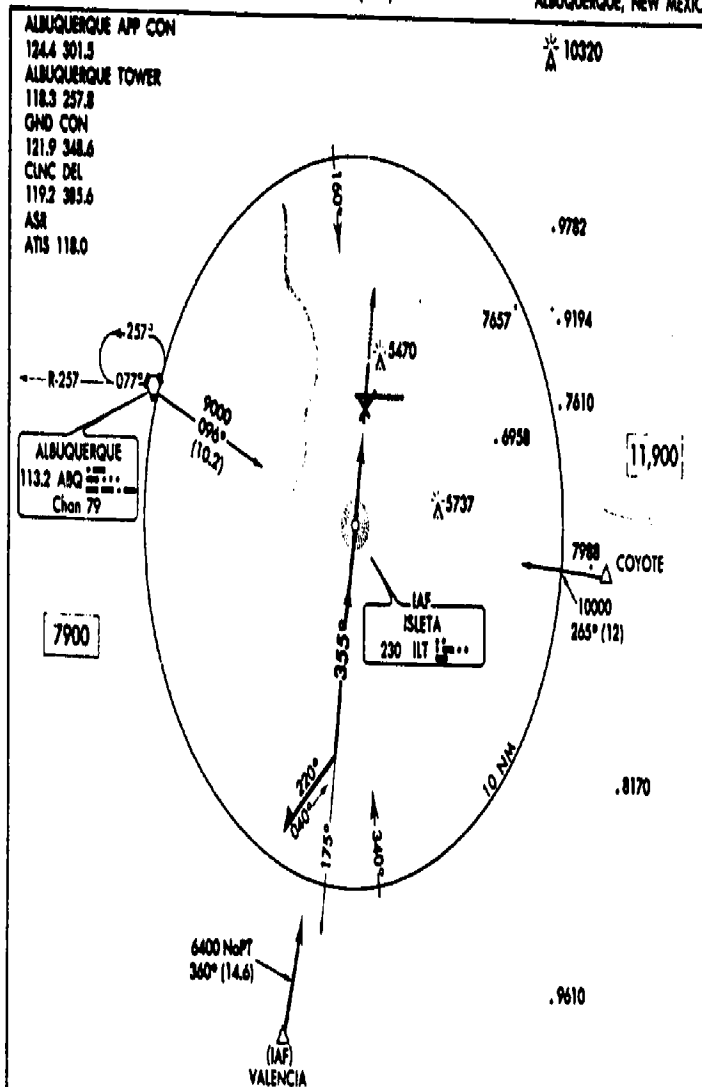 ALBUQUERQUE, NEW MEXICO
ALBUQUERQUE APP CON
124.4 301.5
ALBUQUERQUE TOWER
118.3 257.8
GND CON
121.9 348.6
CLNC DEL
119.2 385.6
ASR
ATIS 118.0
10320
160°
9782
7657
9194
5470
257°
R-257
077°
9000
096°
(10.2)
7610
6958
11,900
ALBUQUERQUE
113.2 ABQ
Chan 79
5737
7988
COYOTE
10000
265° (12)
IAF
ISLETA
230 ILT
7900
355°
220°
040°
10 NM
8170
175°
340°
6400 NoPT
360° (14.6)
9610
(IAF)
VALENCIA